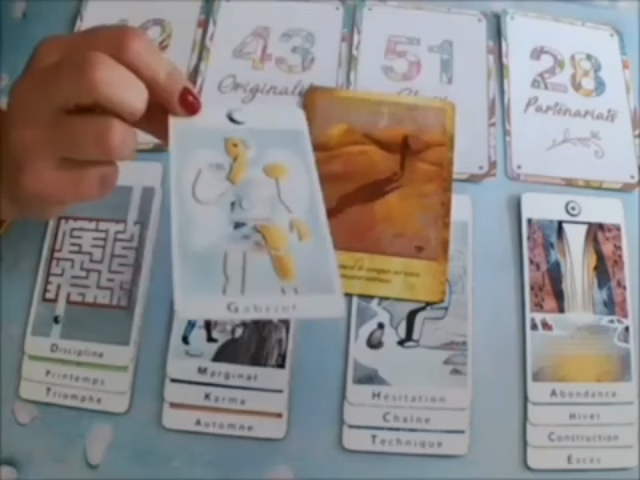 43
51
28
Originalité
Partenariats
Gabriel
Discipline
Printemps
Triomphe
Marginal
Karma
Automne
Hésitation
Chaîne
Technique
Abondance
Hiver
Construction
Excès